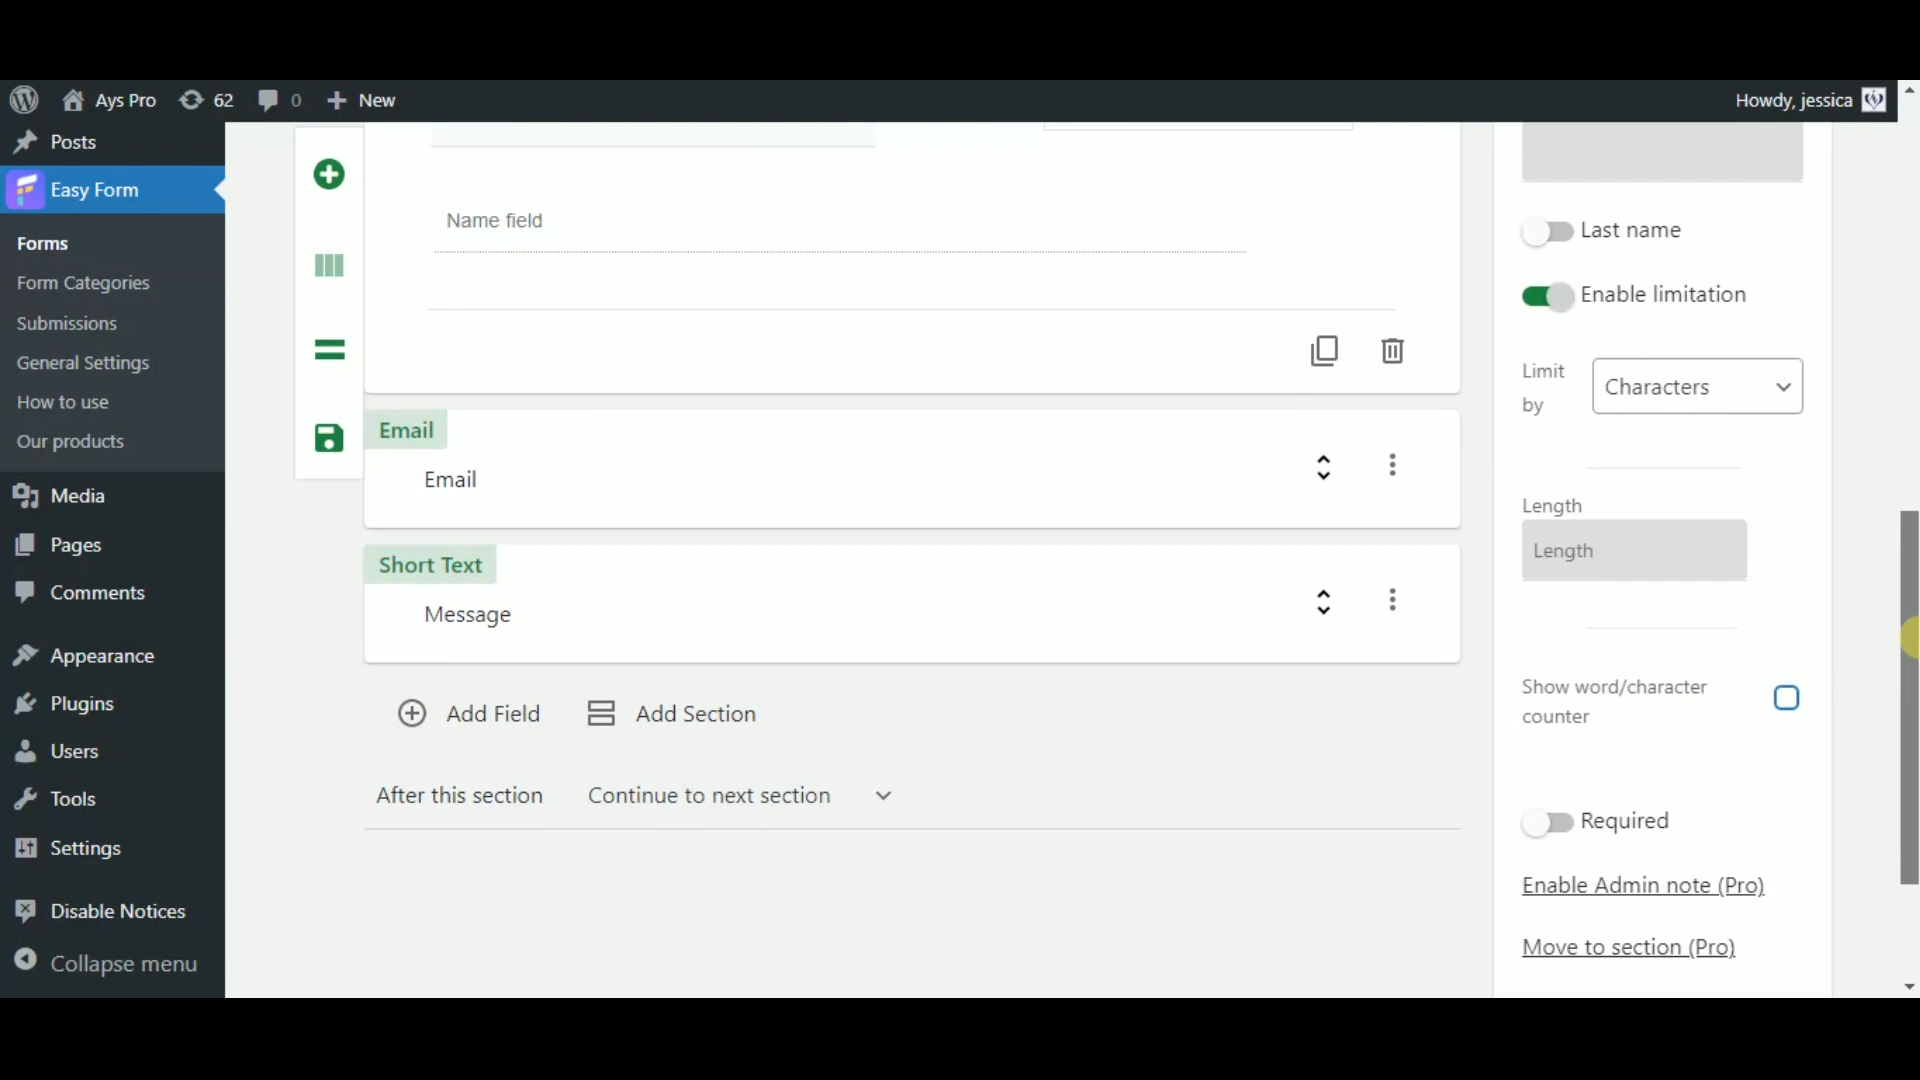 Ays Pro
62
0
New
Howdy, jessica
Posts
Easy Form
Forms
Form Categories
Submissions
General Settings
How to use
Our products
Media
Pages
Comments
Appearance
Plugins
Users
Tools
Settings
Disable Notices
Collapse menu
Name field
Email
Email
Short Text
Message
Add Field
Add Section
After this section
Continue to next section
Last name
Enable limitation
Limit
by
Characters
Length
Length
Show word/character
counter
Required
Enable Admin note (Pro)
Move to section (Pro)